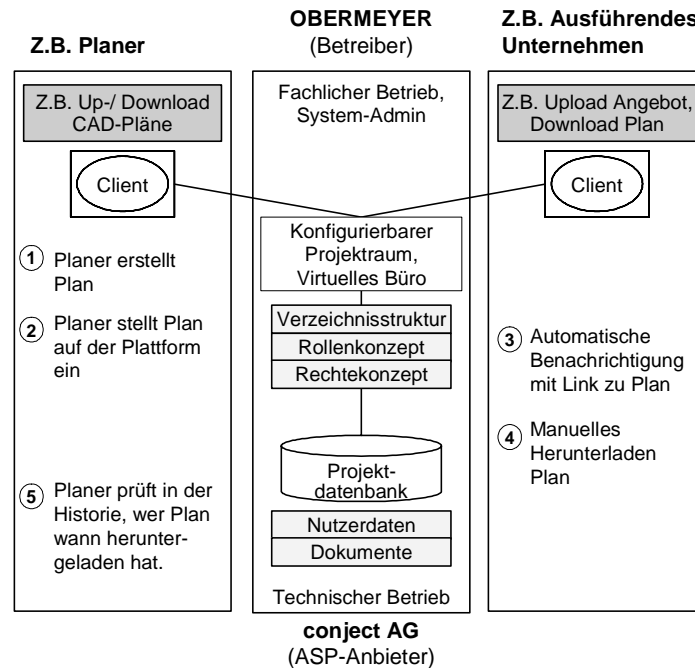 Z.B. Planer
Z.B. Up-/ Download
CAD-Pläne
Client
1 Planer erstellt
Plan
2 Planer stellt Plan
auf der Plattform
ein
5 Planer prüft in der
Historie, wer Plan
wann herunter-
geladen hat.
OBERMEYER
(Betreiber)
Fachlicher Betrieb,
System-Admin
Konfigurierbarer
Projektraum,
Virtuelles Büro
Verzeichnisstruktur
Rollenkonzept
Rechtekonzept
Projekt-
datenbank
Nutzerdaten
Dokumente
Technischer Betrieb
conject AG
(ASP-Anbieter)
Z.B. Ausführendes
Unternehmen
Z.B. Upload Angebot,
Download Plan
Client
3 Automatische
Benachrichtigung
mit Link zu Plan
4 Manuelles
Herunterladen
Plan